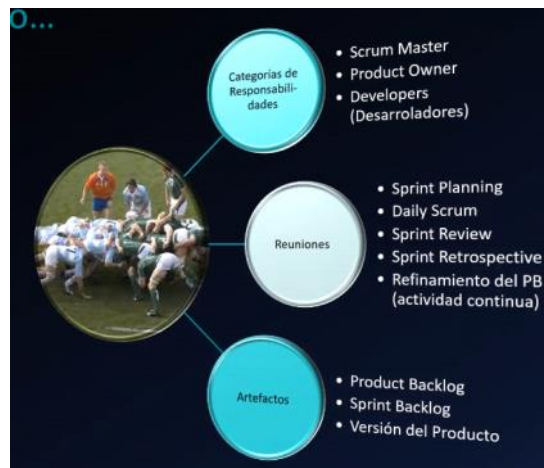 O...
Categorías de
Responsabili-
dades
• Scrum Master
• Product Owner
• Developers
(Desarroladores)
Reuniones
• Sprint Planning
• Daily Scrum
• Sprint Review
• Sprint Retrospective
• Refinamiento del PB
(actividad continua)
Artefactos
• Product Backlog
• Sprint Backlog
• Versión del Producto